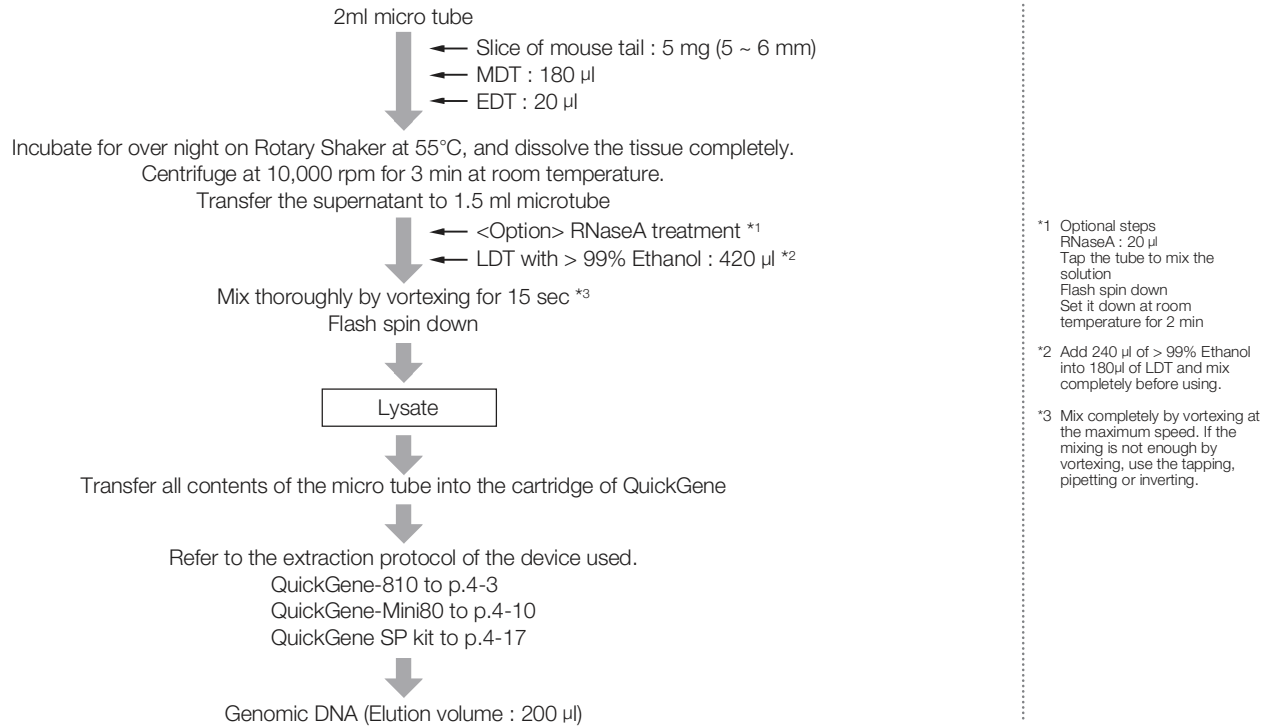 2ml micro tube
Slice of mouse tail : 5 mg (5 ~ 6 mm)
MDT : 180 μl
EDT : 20 μl
Incubate for over night on Rotary Shaker at 55°C, and dissolve the tissue completely.
Centrifuge at 10,000 rpm for 3 min at room temperature.
Transfer the supernatant to 1.5 ml microtube
<Option> RNaseA treatment *1
LDT with > 99% Ethanol : 420 μl *2
Mix thoroughly by vortexing for 15 sec *3
Flash spin down
Lysate
Transfer all contents of the micro tube into the cartridge of QuickGene
Refer to the extraction protocol of the device used.
QuickGene-810 to p.4-3
QuickGene-Mini80 to p.4-10
QuickGene SP kit to p.4-17
Genomic DNA (Elution volume : 200 μl)
*1 Optional steps
RNaseA : 20 μl
Tap the tube to mix the
solution
Flash spin down
Set it down at room
temperature for 2 min
*2 Add 240 μl of > 99% Ethanol
into 180μl of LDT and mix
completely before using.
*3 Mix completely by vortexing at
the maximum speed. If the
mixing is not enough by
vortexing, use the tapping,
pipetting or inverting.